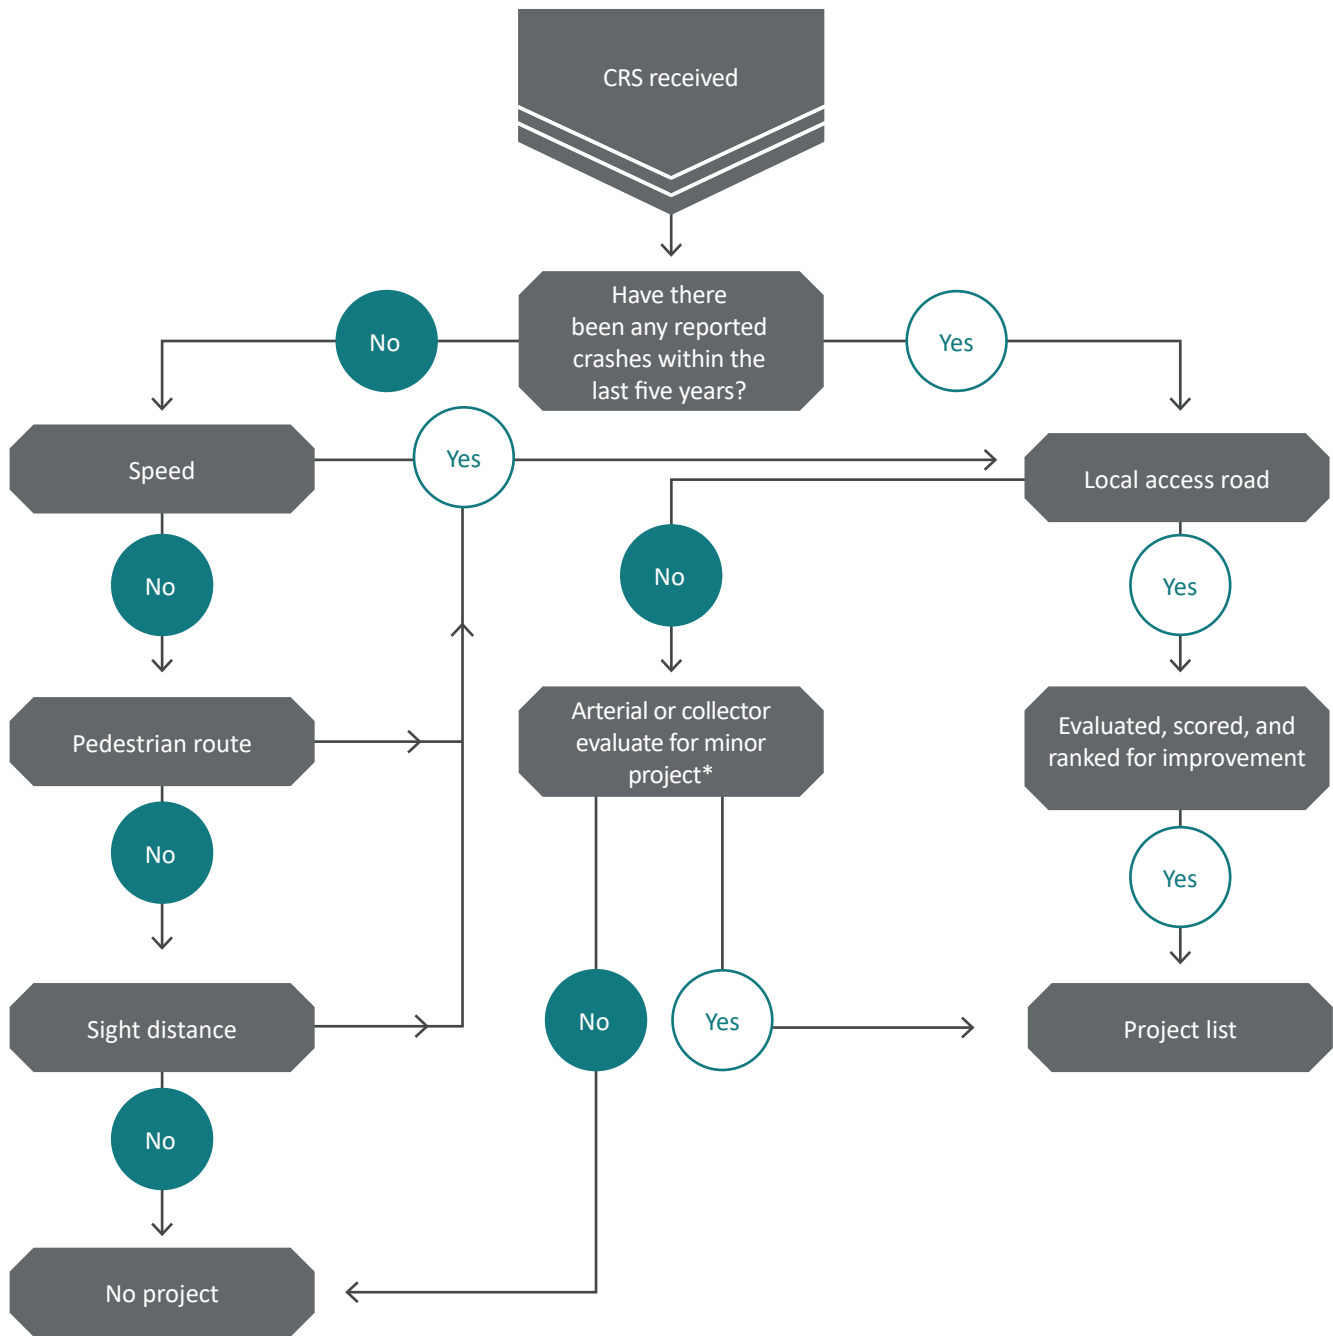 CRS received
Have there
been any reported
crashes within the
last five years?
No
Yes
Speed
Yes
Local access road
No
No
Yes
Pedestrian route
Arterial or collector
evaluate for minor
project*
Evaluated, scored, and
ranked for improvement
No
Yes
Sight distance
No
Yes
Project list
No
No project